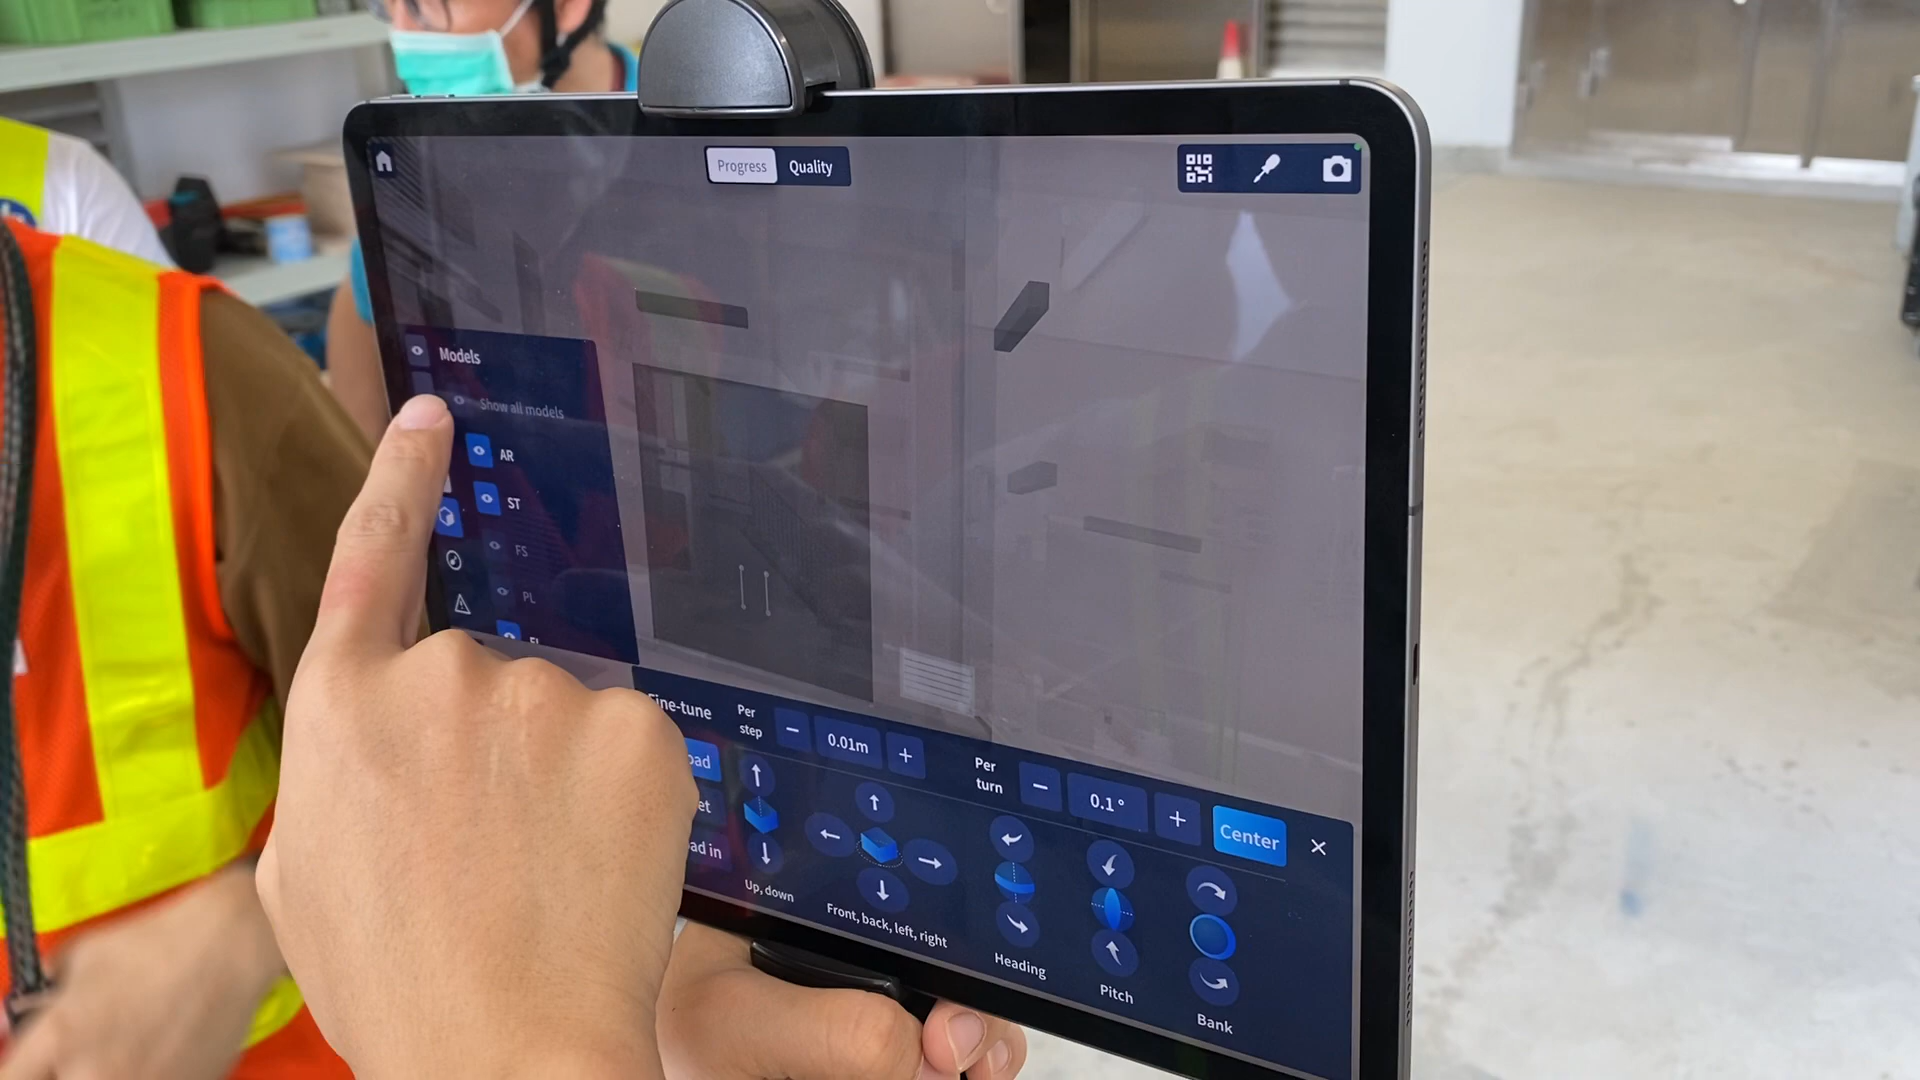 Progress Quality
Models
Show all models
AR
ST
FS
PL
Fine-tune
Per
step
0.01m
Per
turn
0.1°
Center
Up, down
Front, back, left, right
Heading
Pitch
Bank